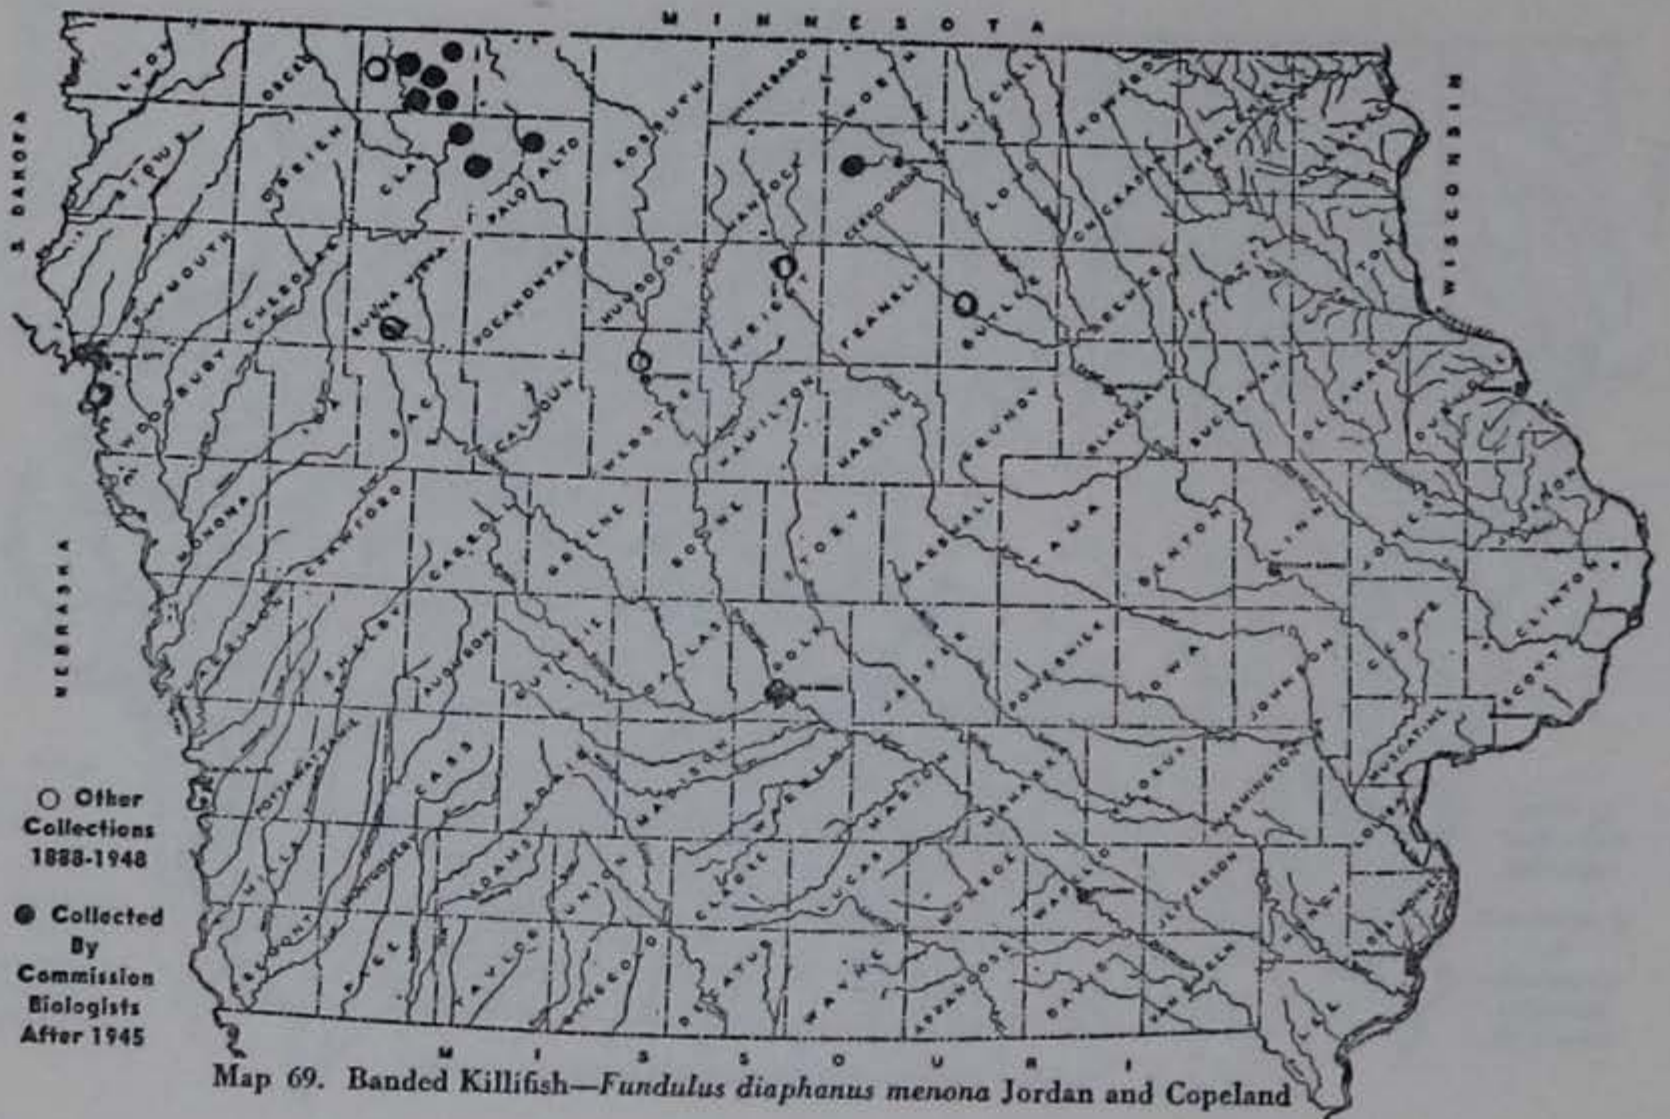 MINNESOTA
S. DAKOTA
WISCONSIN
NEBRASKA
LYON
OSCEOLA
KOSSUTH
WINNEBAGO
WORTH
MITCHELL
HOWARD
WINNESHIEK
SIOUX
O'BRIEN
CLAY
PALO ALTO
HANCOCK
CERRO GORDO
FLOYD
CHICKASAW
FAYETTE
CLAYTON
PLYMOUTH
CHEROKEE
BUENA VISTA
POCAHONTAS
HUMBOLDT
WRIGHT
FRANKLIN
BUTLER
BREMER
WOODBURY
IDA
SAC
CALHOUN
WEBSTER
HAMILTON
HARDIN
GRUNDY
BLACKHAWK
BUCHANAN
DELAWARE
DUBUQUE
MONONA
CRAWFORD
CARROLL
GREENE
BOONE
STORY
MARSHALL
TAMA
BENTON
LINN
JONES
JACKSON
HARRISON
SHELBY
AUDUBON
GUTHRIE
DALLAS
POLK
JASPER
POWESHIEK
IOWA
JOHNSON
CEDAR
CLINTON
SCOTT
MUSCATINE
POTTAWATTAMIE
CASS
ADAIR
MADISON
WARREN
MARION
MAHASKA
KEOKUK
WASHINGTON
LOUISA
MILLS
MONTGOMERY
ADAMS
UNION
CLARKE
LUCAS
MONROE
WAPELLO
JEFFERSON
HENRY
DES MOINES
FREMONT
PAGE
TAYLOR
RINGGOLD
DECATUR
WAYNE
APPANOOSE
DAVIS
VAN BUREN
LEE
Other
Collections
1888-1948
Collected
By
Commission
Biologists
After 1945
MISSOURI
Map 69. Banded Killifish—Fundulus diaphanus menona Jordan and Copeland